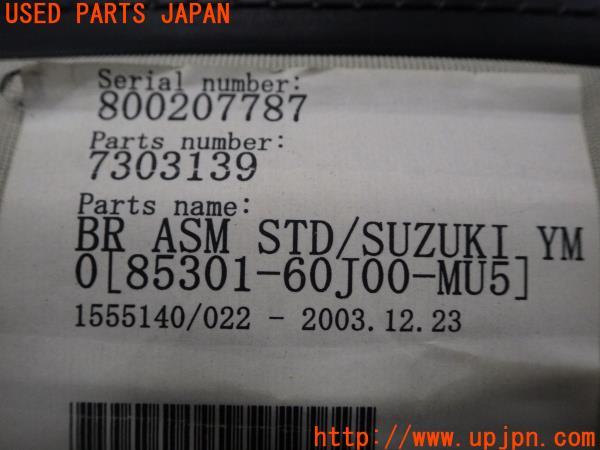 USED PARTS JAPAN
Serial number:
800207787
Parts number:
7303139
Parts name:
BR ASM STD/SUZUKI YM
0[85301-60J00-MU5]
1555140/022 - 2003.12.23
UPJ
http://www.upjpn.com/